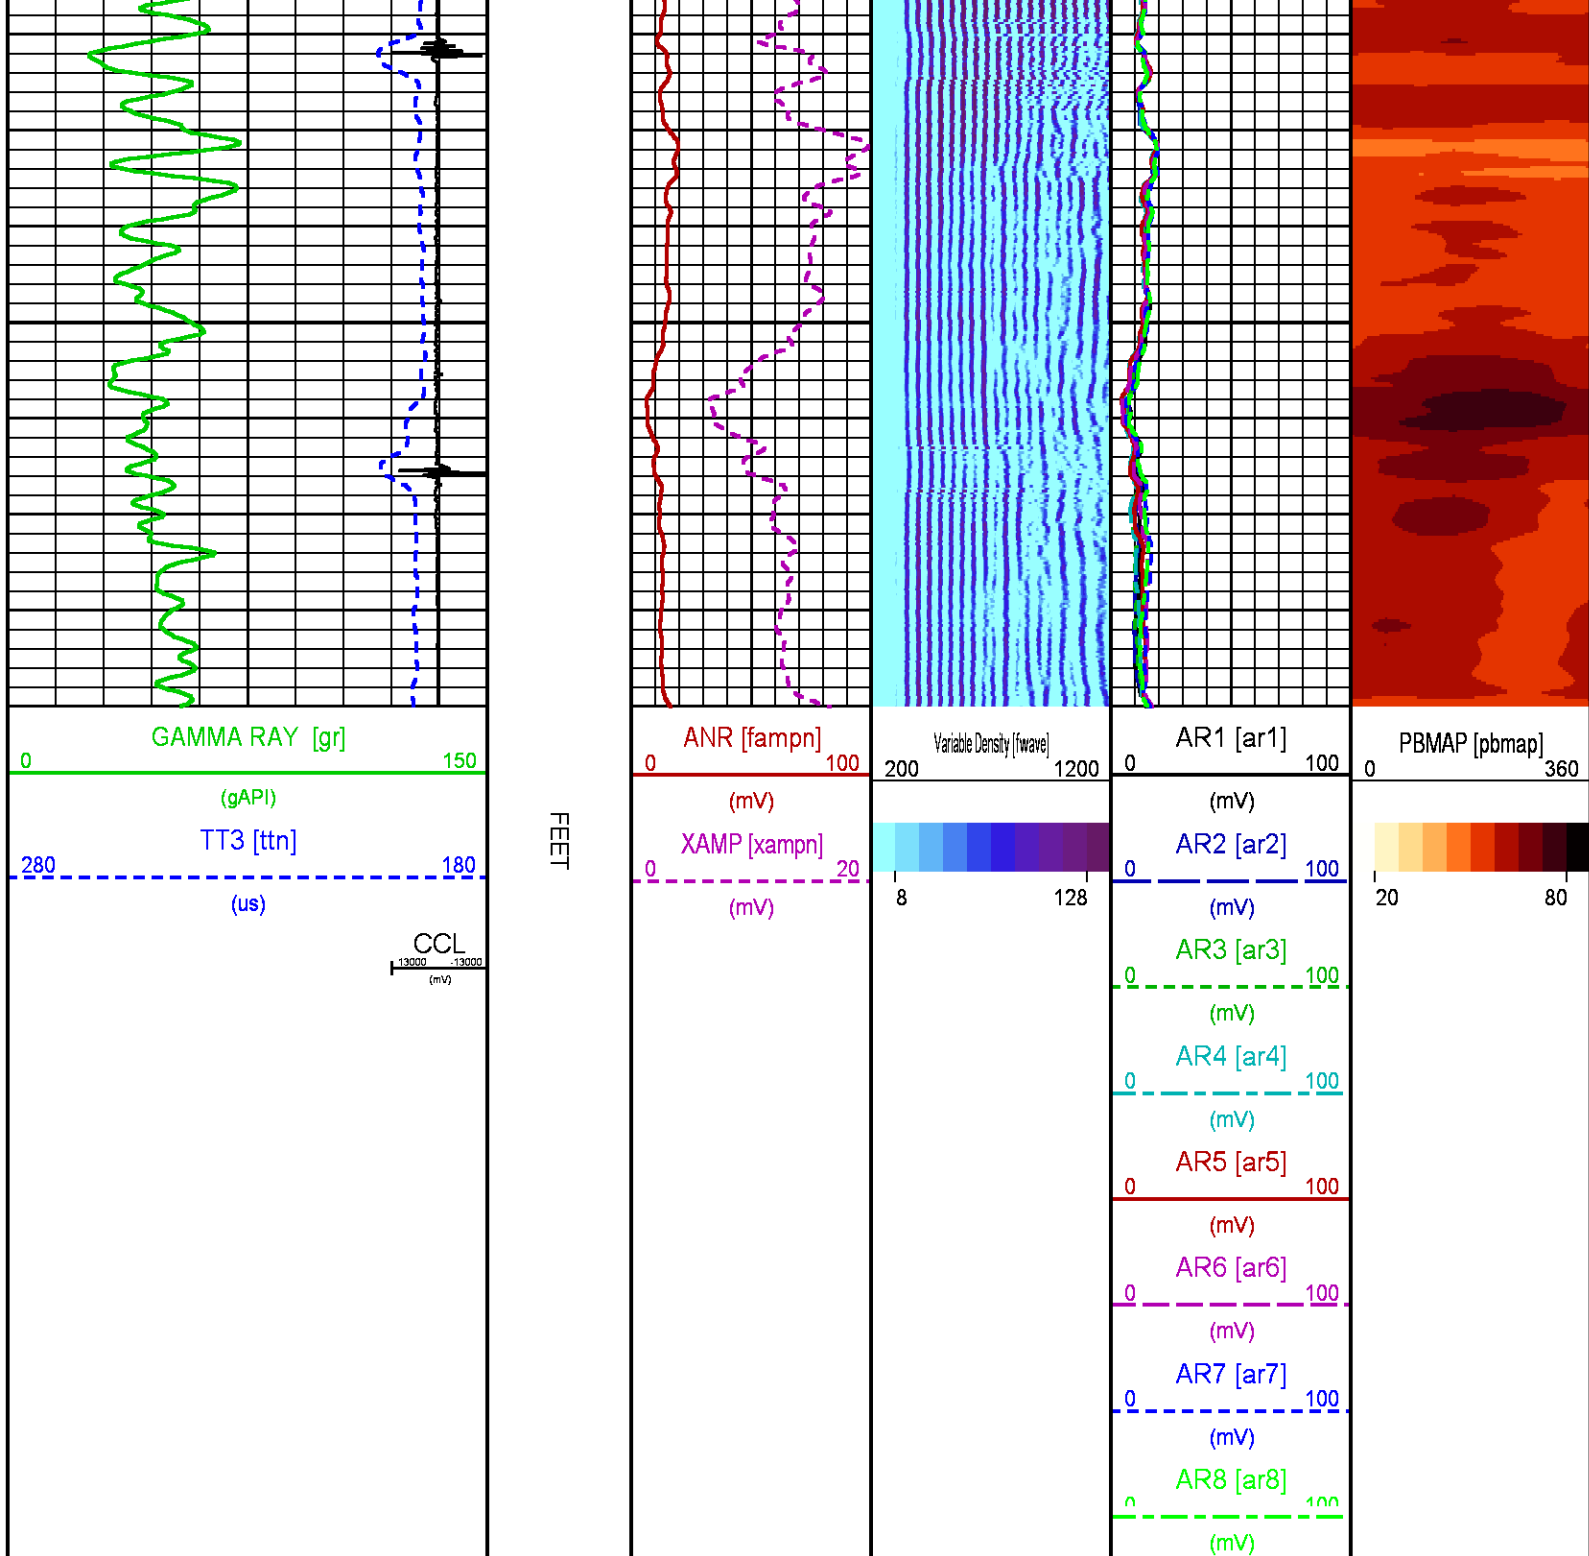 GAMMA RAY [gr]
0 150
(gAPI)
TT3 [ttn]
280 180
(us)
CCL
13000 -13000
(mV)
FEET
ANR [fampn]
0 100
(mV)
XAMP [xampn]
0 20
(mV)
Variable Density [fwave]
200 1200
8 128
AR1 [ar1]
0 100
(mV)
AR2 [ar2]
0 100
(mV)
AR3 [ar3]
0 100
(mV)
AR4 [ar4]
0 100
(mV)
AR5 [ar5]
0 100
(mV)
AR6 [ar6]
0 100
(mV)
AR7 [ar7]
0 100
(mV)
AR8 [ar8]
0 100
(mV)
PBMAP [pbmap]
0 360
20 80